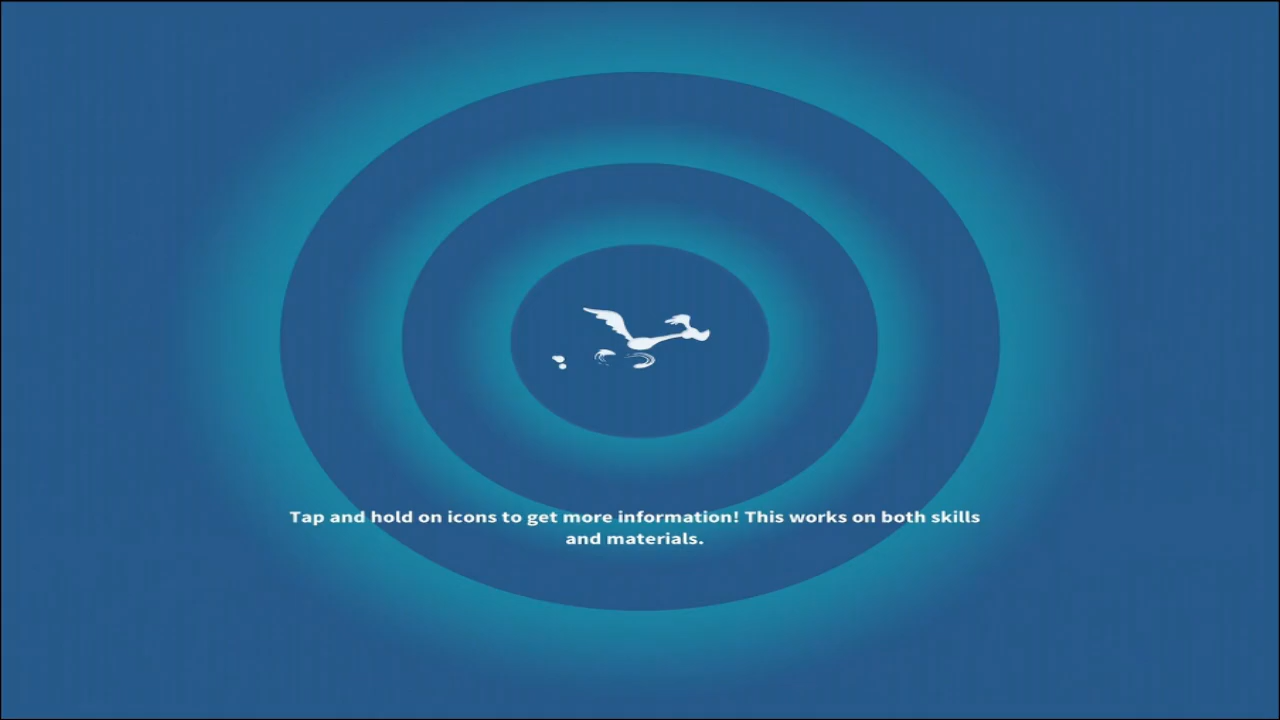 Tap and hold on icons to get more information! This works on both skills
and materials.